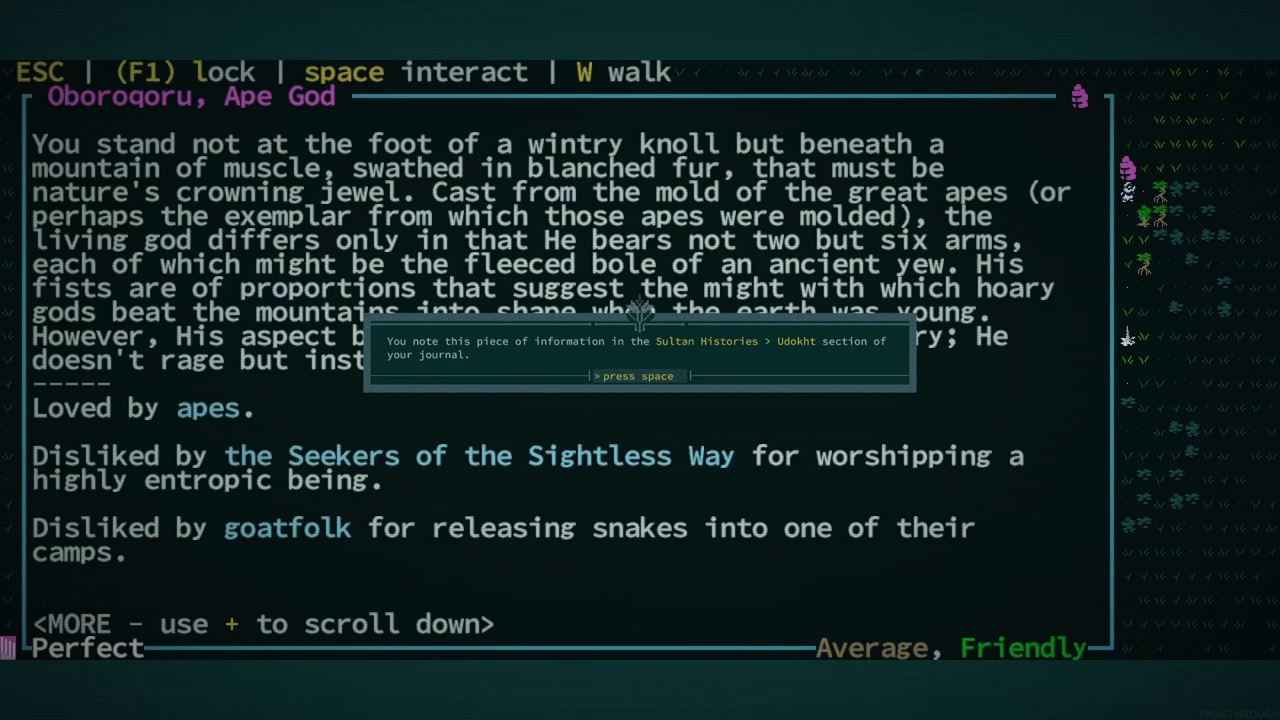 ESC | (F1) lock | space interact | W walk
Oboroqoru, Ape God
You stand not at the foot of a wintry knoll but beneath a
mountain of muscle, swathed in blanched fur, that must be
nature's crowning jewel. Cast from the mold of the great apes (or
perhaps the exemplar from which those apes were molded), the
living god differs only in that He bears not two but six arms,
each of which might be the fleeced bole of an ancient yew. His
fists are of proportions that suggest the might with which hoary
gods beat the mountains into shape when the earth was young.
However, His aspect b ry; He
doesn't rage but inst
You note this piece of information in the Sultan Histories > Udokht section of
your journal.
> press space
-----
Loved by apes.
Disliked by the Seekers of the Sightless Way for worshipping a
highly entropic being.
Disliked by goatfolk for releasing snakes into one of their
camps.
<MORE - use + to scroll down>
Perfect
Average, Friendly